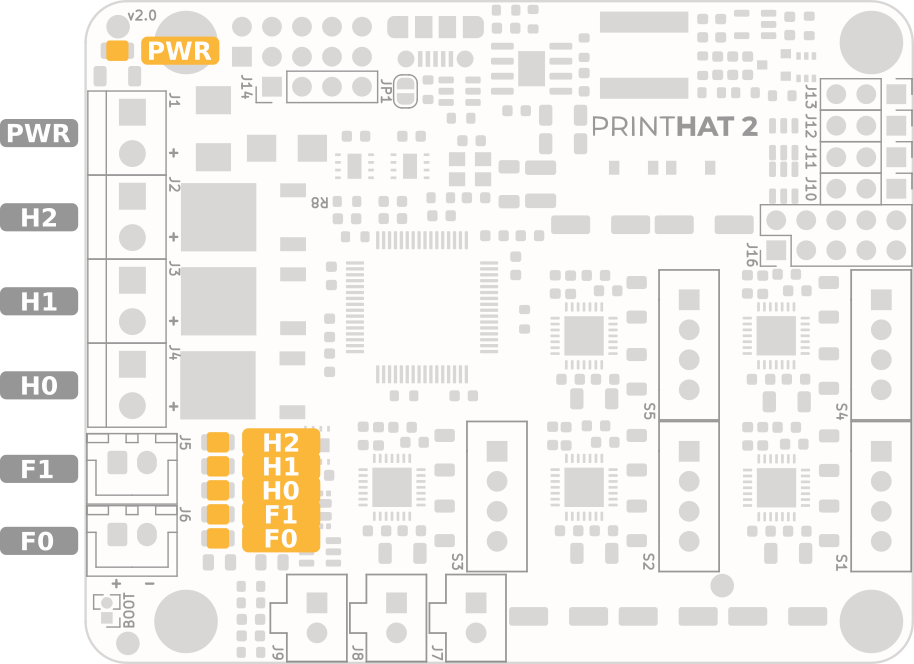 v2.0
PWR
J14
JP1
J1
J13
J12
J11
J10
PRINTHAT 2
PWR
+
J2
R8
H2
+
J16
J3
H1
+
J4
H0
+
S5
S4
J5
H2
F1
H1
H0
J6
F1
F0
F0
S3
S2
S1
+ −
BOOT
J9
J8
J7